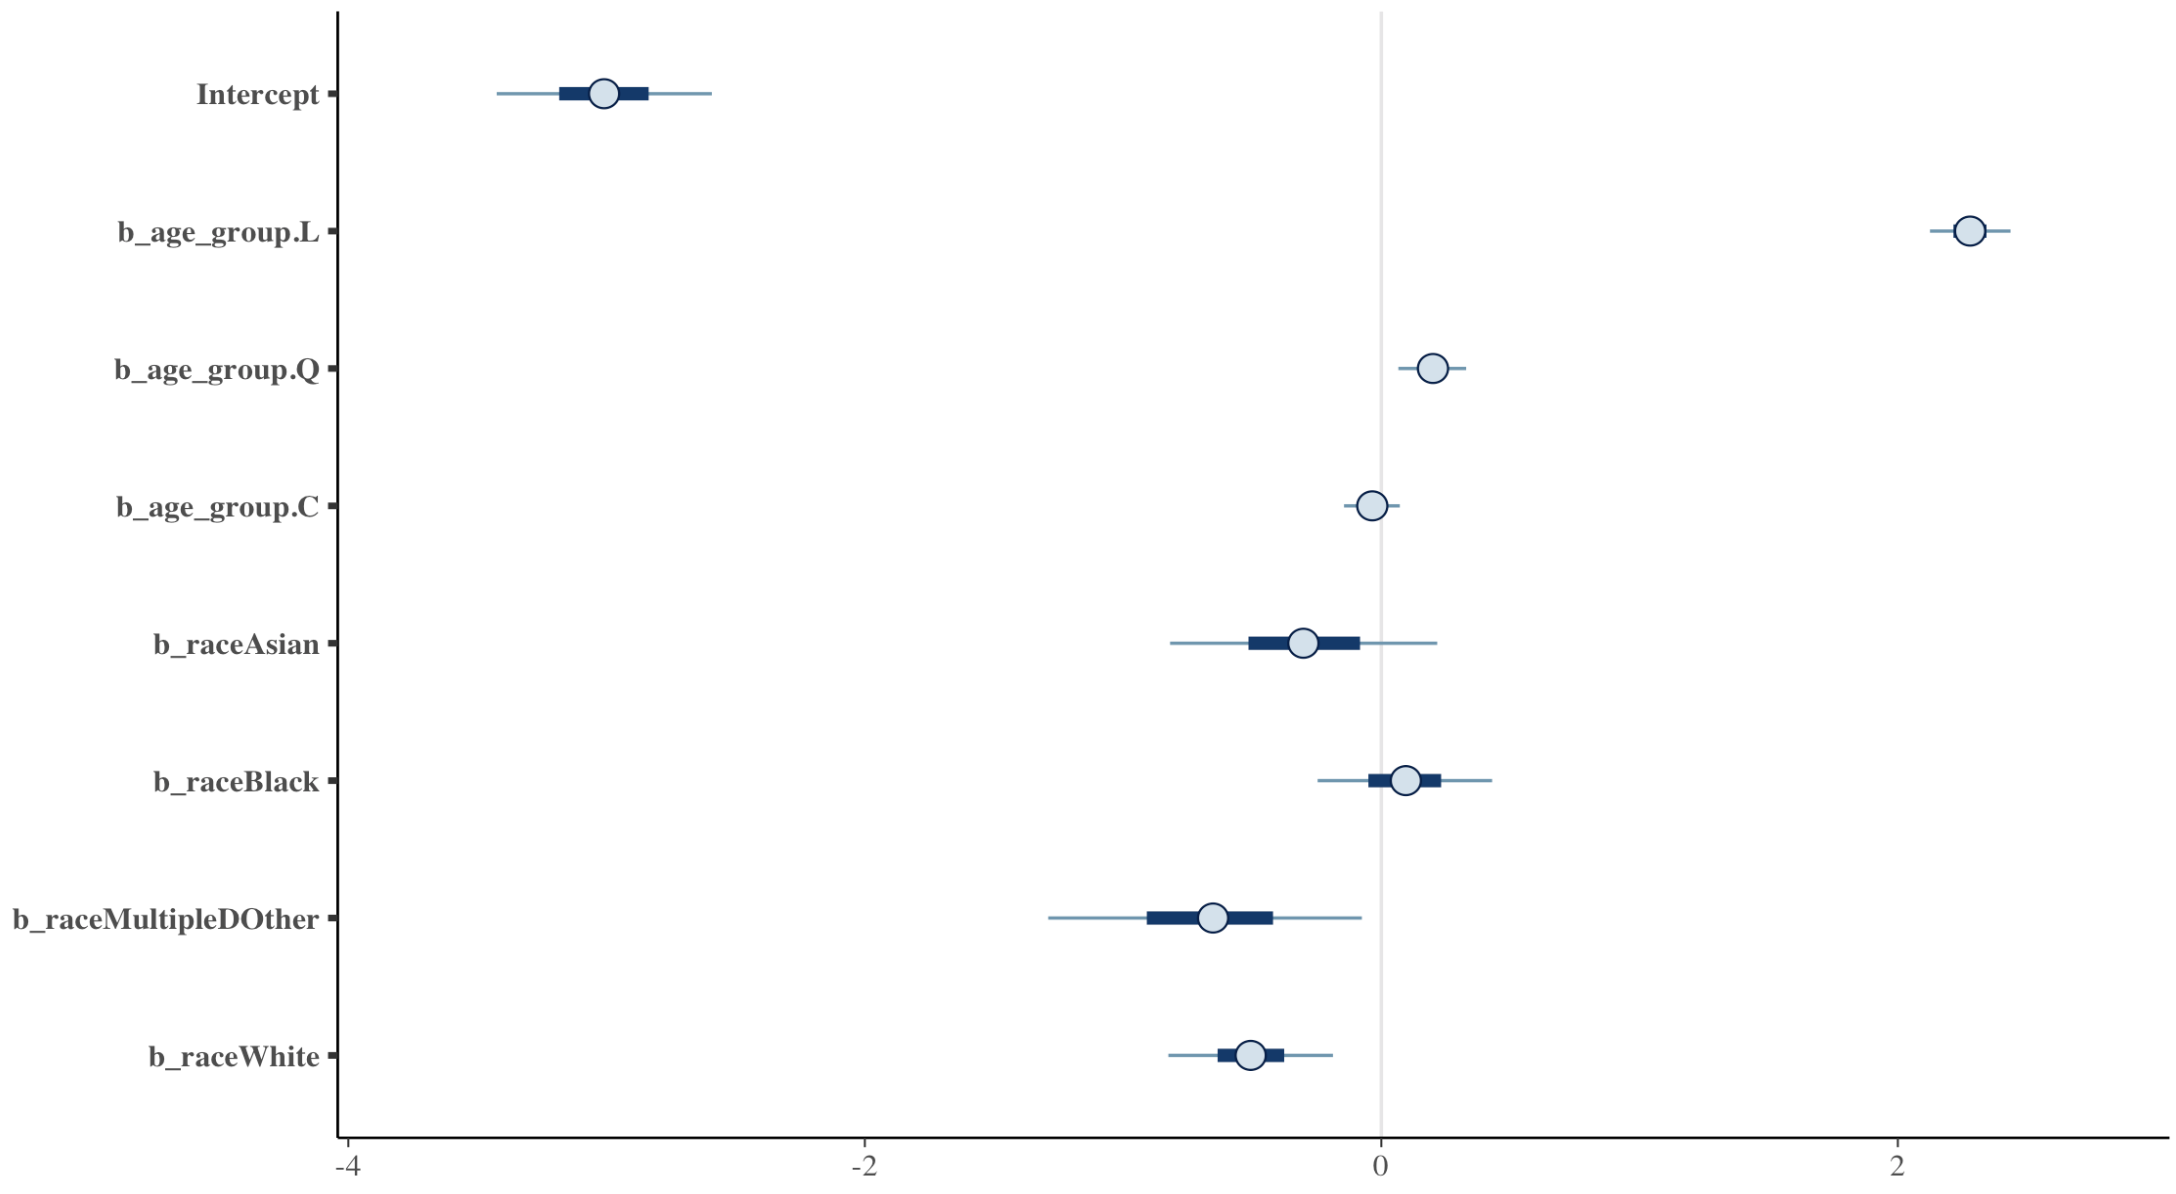 Intercept
b_age_group.L
b_age_group.Q
b_age_group.C
b_raceAsian
b_raceBlack
b_raceMultipleDOther
b_raceWhite
-4 -2 0 2